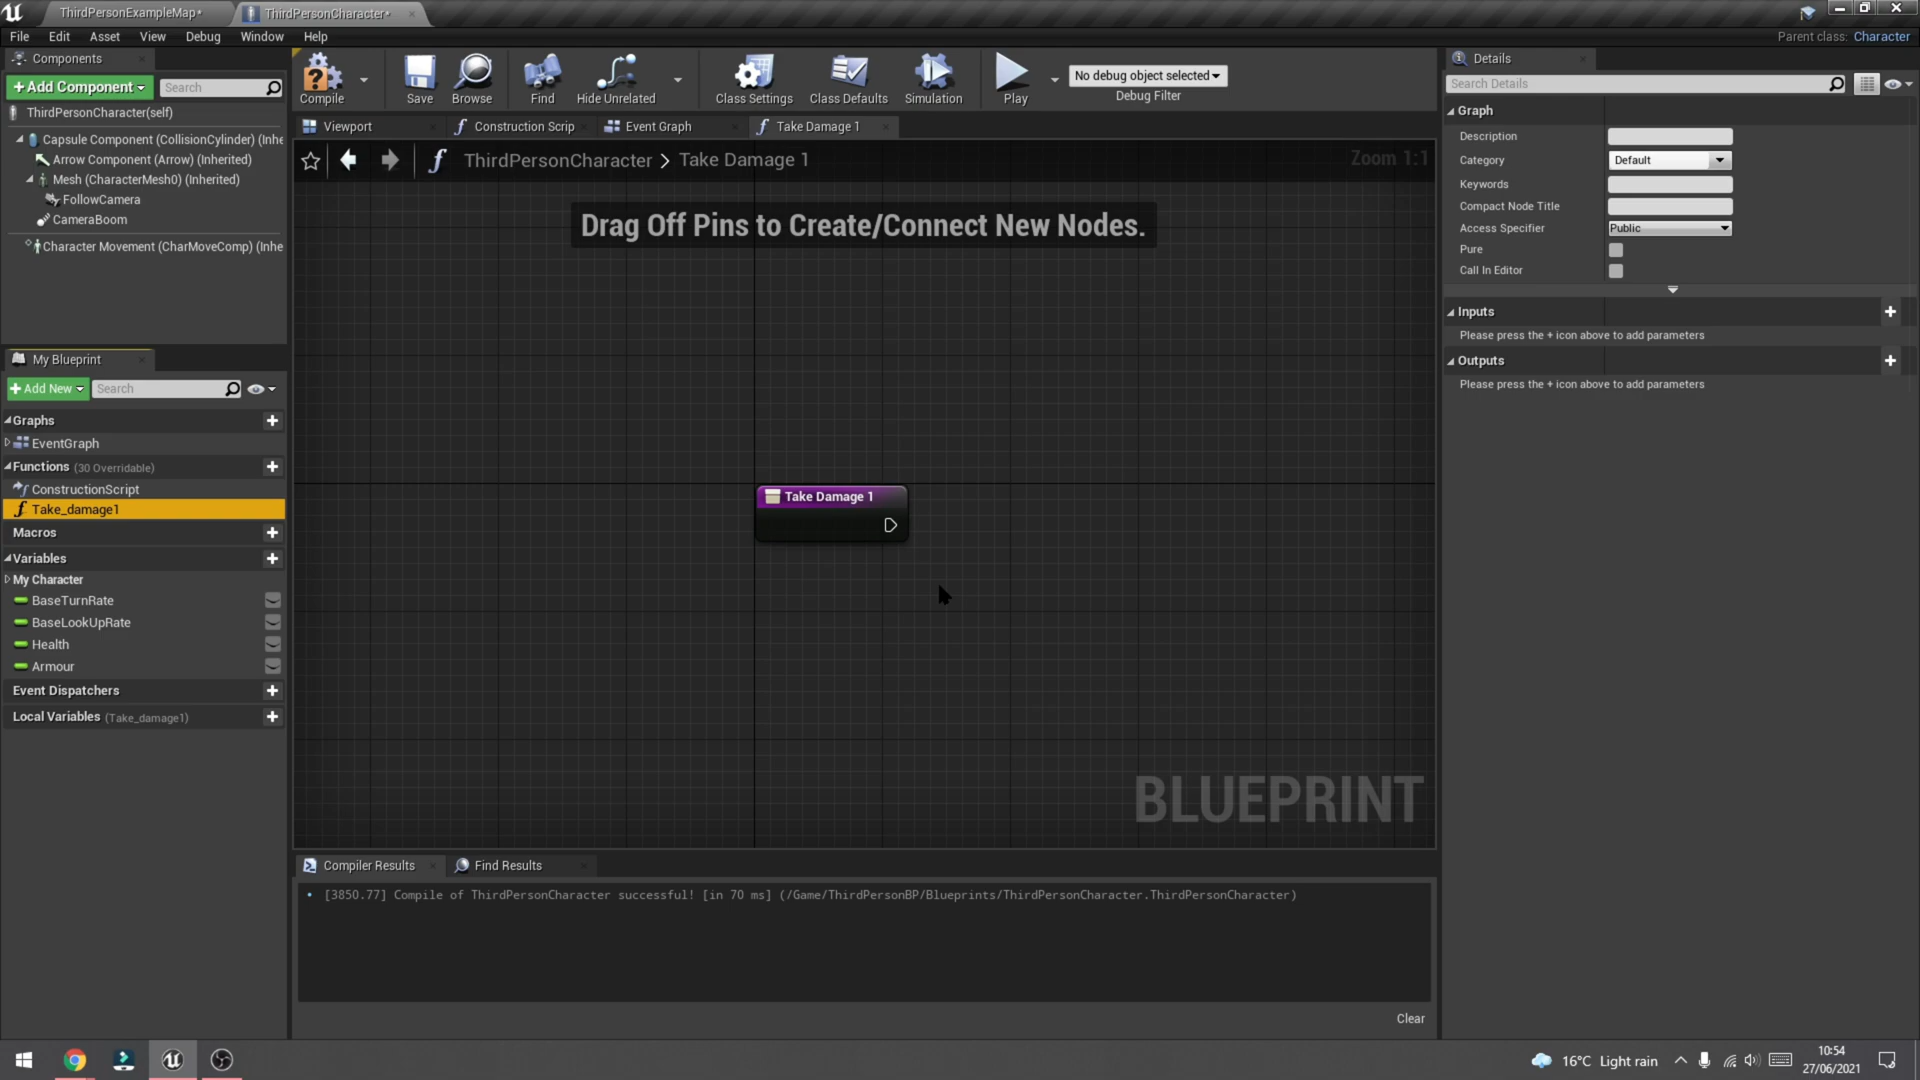 ThirdPersonExampleMap*
ThirdPersonCharacter*
File Edit Asset View Debug Window Help
Parent class: Character
Components
+Add Component
Search
ThirdPersonCharacter(self)
Capsule Component (CollisionCylinder) (Inhe
Arrow Component (Arrow) (Inherited)
Mesh (CharacterMesh0) (Inherited)
FollowCamera
CameraBoom
Character Movement (CharMoveComp) (Inhe
My Blueprint
+Add New
Search
Graphs
EventGraph
Functions (30 Overridable)
ConstructionScript
Take_damage1
Macros
Variables
My Character
BaseTurnRate
BaseLookUpRate
Health
Armour
Event Dispatchers
Local Variables (Take_damage1)
Compile
Save
Browse
Find
Hide Unrelated
Class Settings
Class Defaults
Simulation
Play
No debug object selected
Debug Filter
Viewport
Construction Scrip
Event Graph
Take Damage 1
ThirdPersonCharacter > Take Damage 1
Zoom 1:1
Drag Off Pins to Create/Connect New Nodes.
Take Damage 1
BLUEPRINT
Compiler Results
Find Results
[3850.77] Compile of ThirdPersonCharacter successful! [in 70 ms] (/Game/ThirdPersonBP/Blueprints/ThirdPersonCharacter.ThirdPersonCharacter)
Clear
Details
Search Details
Graph
Description
Category Default
Keywords
Compact Node Title
Access Specifier Public
Pure
Call In Editor
Inputs
Please press the + icon above to add parameters
Outputs
Please press the + icon above to add parameters
16°C Light rain
10:54
27/06/2021